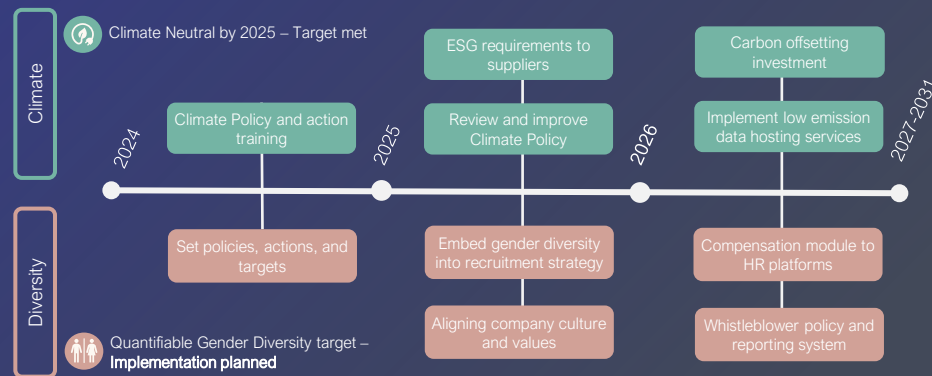 Climate
Climate Neutral by 2025 – Target met
ESG requirements to
suppliers
Carbon offsetting
investment
Climate Policy and action
training
Review and improve
Climate Policy
Implement low emission
data hosting services
2024
2025
2026
2027-2031
Diversity
Set policies, actions, and
targets
Embed gender diversity
into recruitment strategy
Compensation module to
HR platforms
Aligning company culture
and values
Whistleblower policy and
reporting system
Quantifiable Gender Diversity target –
Implementation planned